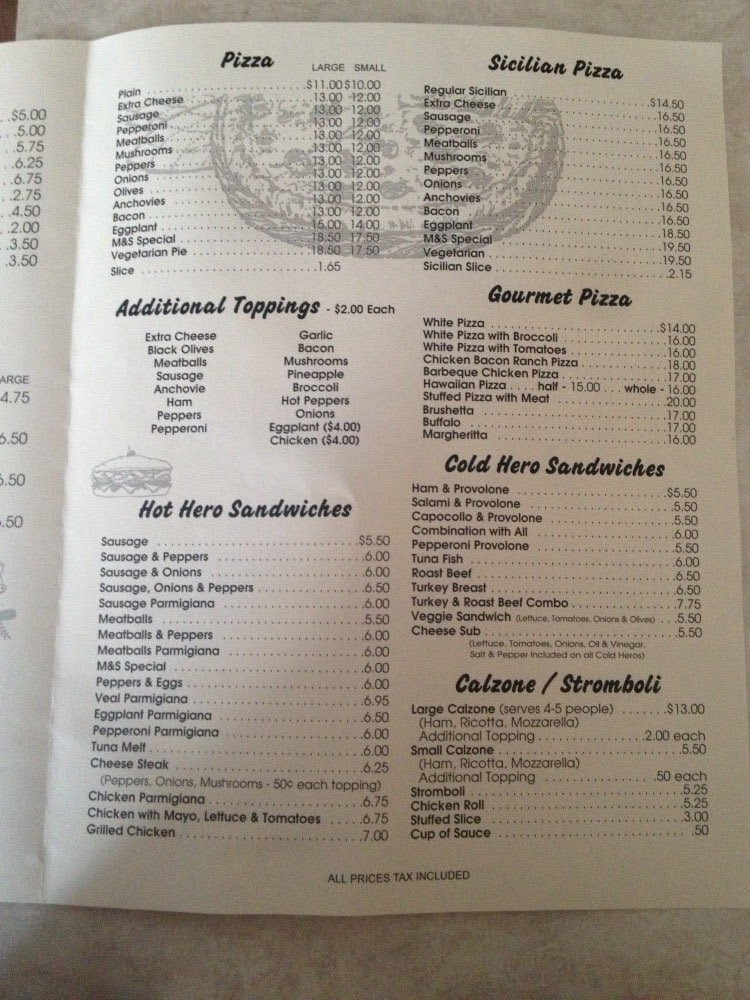 .$5.00
.5.00
.5.75
.6.25
.6.75
.2.75
.4.50
.2.00
.3.50
.3.50
ARGE
4.75
6.50
.50
.50
Pizza
LARGE SMALL
Plain $11.00 $10.00
Extra Cheese 13.00 12.00
Sausage 13.00 12.00
Pepperoni 13.00 12.00
Meatballs 13.00 12.00
Mushrooms 13.00 12.00
Peppers 13.00 12.00
Onions 13.00 12.00
Olives 13.00 12.00
Anchovies 13.00 12.00
Bacon 13.00 12.00
Eggplant 15.00 14.00
M&S Special 18.50 17.50
Vegetarian Pie 18.50 17.50
Slice 1.65
Additional Toppings - $2.00 Each
Extra Cheese Garlic
Black Olives Bacon
Meatballs Mushrooms
Sausage Pineapple
Anchovie Broccoli
Ham Hot Peppers
Peppers Onions
Pepperoni Eggplant ($4.00)
Chicken ($4.00)
Hot Hero Sandwiches
Sausage $5.50
Sausage & Peppers 6.00
Sausage & Onions 6.00
Sausage, Onions & Peppers 6.50
Sausage Parmigiana 6.00
Meatballs 5.50
Meatballs & Peppers 6.00
Meatballs Parmigiana 6.00
M&S Special 6.00
Peppers & Eggs 6.00
Veal Parmigiana 6.95
Eggplant Parmigiana 6.50
Pepperoni Parmigiana 6.00
Tuna Melt 6.00
Cheese Steak 6.25
(Peppers, Onions, Mushrooms - 50¢ each topping)
Chicken Parmigiana 6.75
Chicken with Mayo, Lettuce & Tomatoes 6.75
Grilled Chicken 7.00
Sicilian Pizza
Regular Sicilian $14.50
Extra Cheese 16.50
Sausage 16.50
Pepperoni 16.50
Meatballs 16.50
Mushrooms 16.50
Peppers 16.50
Onions 16.50
Anchovies 16.50
Bacon 16.50
Eggplant 18.50
M&S Special 19.50
Vegetarian 19.50
Sicilian Slice 2.15
Gourmet Pizza
White Pizza $14.00
White Pizza with Broccoli 16.00
White Pizza with Tomatoes 16.00
Chicken Bacon Ranch Pizza 18.00
Barbeque Chicken Pizza 17.00
Hawaiian Pizza . . . . half - 15.00 . . . whole - 16.00
Stuffed Pizza with Meat 20.00
Brushetta 17.00
Buffalo 17.00
Margheritta 16.00
Cold Hero Sandwiches
Ham & Provolone $5.50
Salami & Provolone 5.50
Capocollo & Provolone 5.50
Combination with All 6.00
Pepperoni Provolone 5.50
Tuna Fish 6.00
Roast Beef 6.50
Turkey Breast 6.50
Turkey & Roast Beef Combo 7.75
Veggie Sandwich (Lettuce, Tomatoes, Onions & Olives) 5.50
Cheese Sub 5.50
(Lettuce, Tomatoes, Onions, Oil & Vinegar,
Salt & Pepper Included on all Cold Heros)
Calzone / Stromboli
Large Calzone (serves 4-5 people) $13.00
(Ham, Ricotta, Mozzarella)
Additional Topping 2.00 each
Small Calzone 5.50
(Ham, Ricotta, Mozzarella)
Additional Topping .50 each
Stromboli 5.25
Chicken Roll 5.25
Stuffed Slice 3.00
Cup of Sauce .50
ALL PRICES TAX INCLUDED